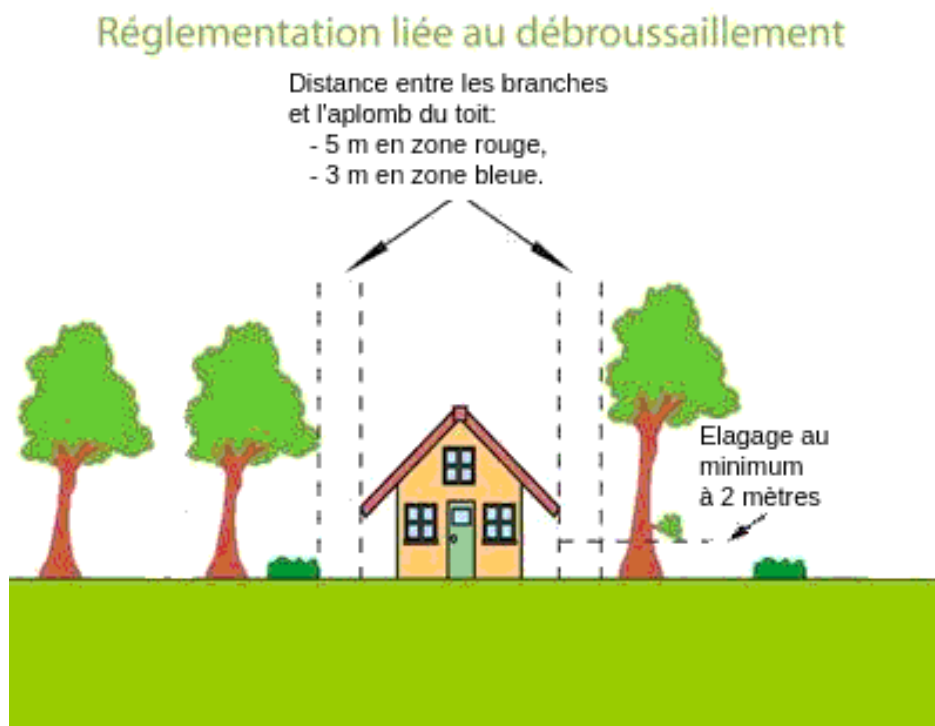 Réglementation liée au débroussaillement
Distance entre les branches
et l'aplomb du toit:
- 5 m en zone rouge,
- 3 m en zone bleue.
Elagage au
minimum
à 2 mètres